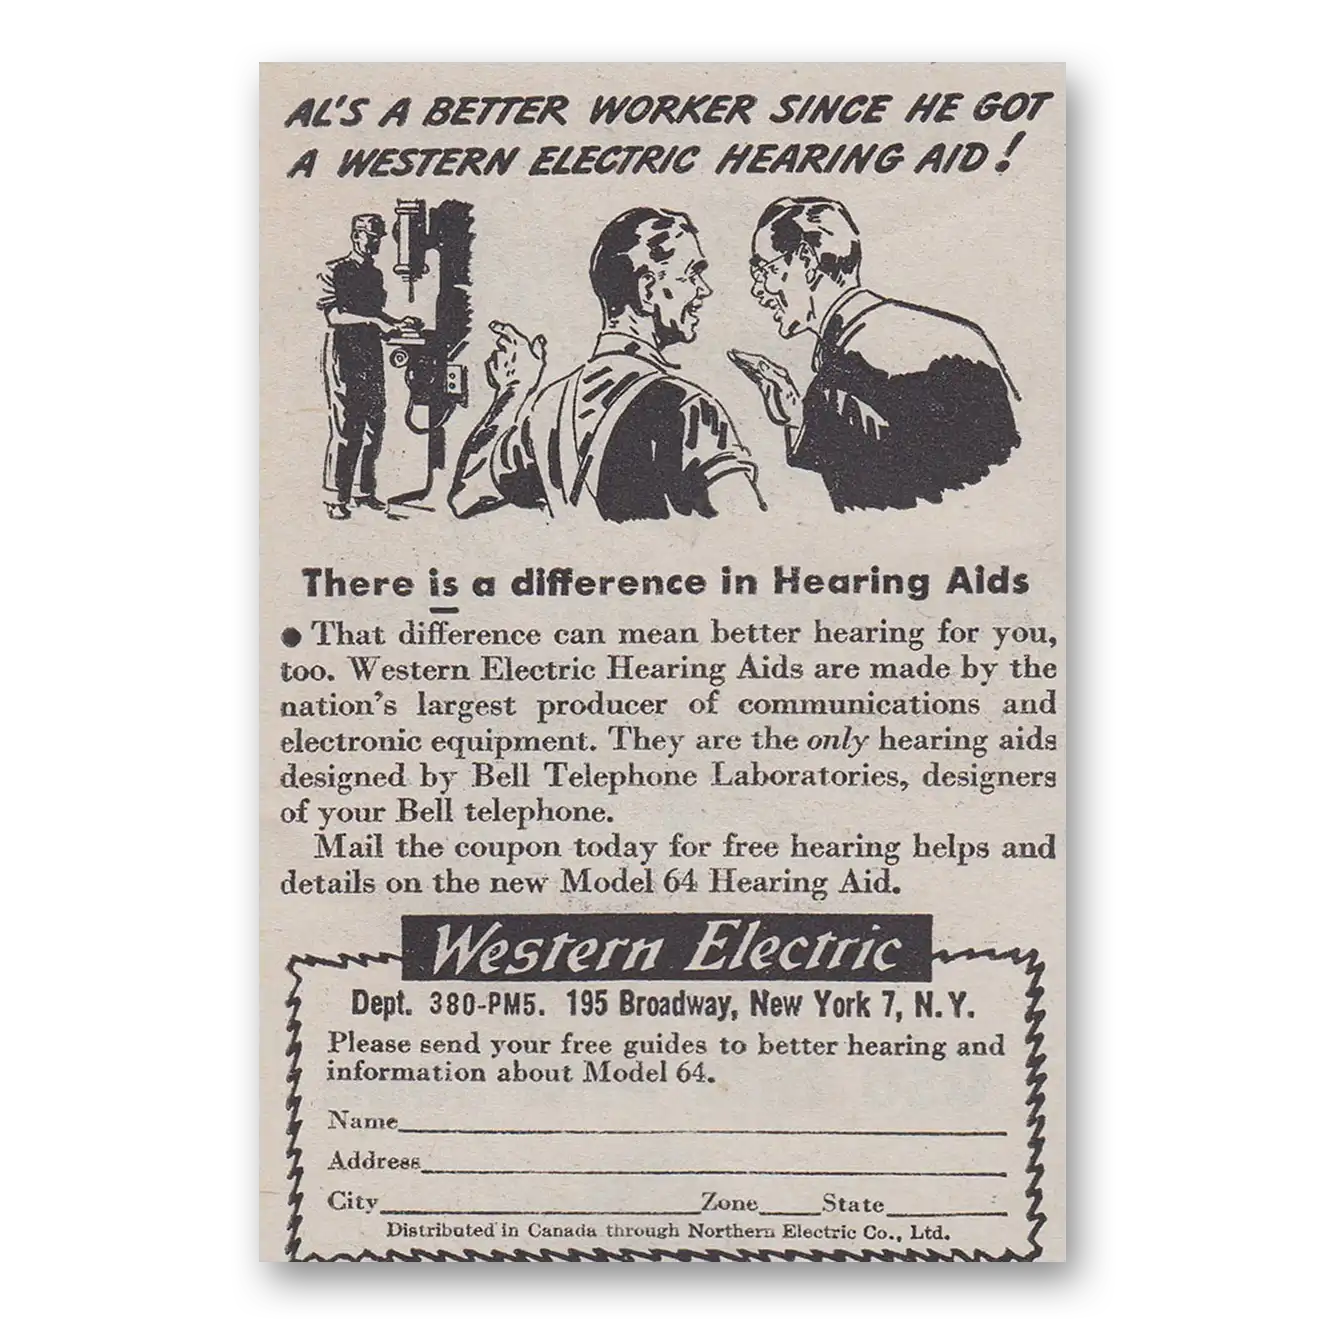 AL'S A BETTER WORKER SINCE HE GOT
A WESTERN ELECTRIC HEARING AID!
There is a difference in Hearing Aids
● That difference can mean better hearing for you,
too. Western Electric Hearing Aids are made by the
nation's largest producer of communications and
electronic equipment. They are the only hearing aids
designed by Bell Telephone Laboratories, designers
of your Bell telephone.
Mail the coupon today for free hearing helps and
details on the new Model 64 Hearing Aid.
Western Electric
Dept. 380-PM5. 195 Broadway, New York 7, N.Y.
Please send your free guides to better hearing and
information about Model 64.
Name
Address
City Zone State
Distributed in Canada through Northern Electric Co., Ltd.